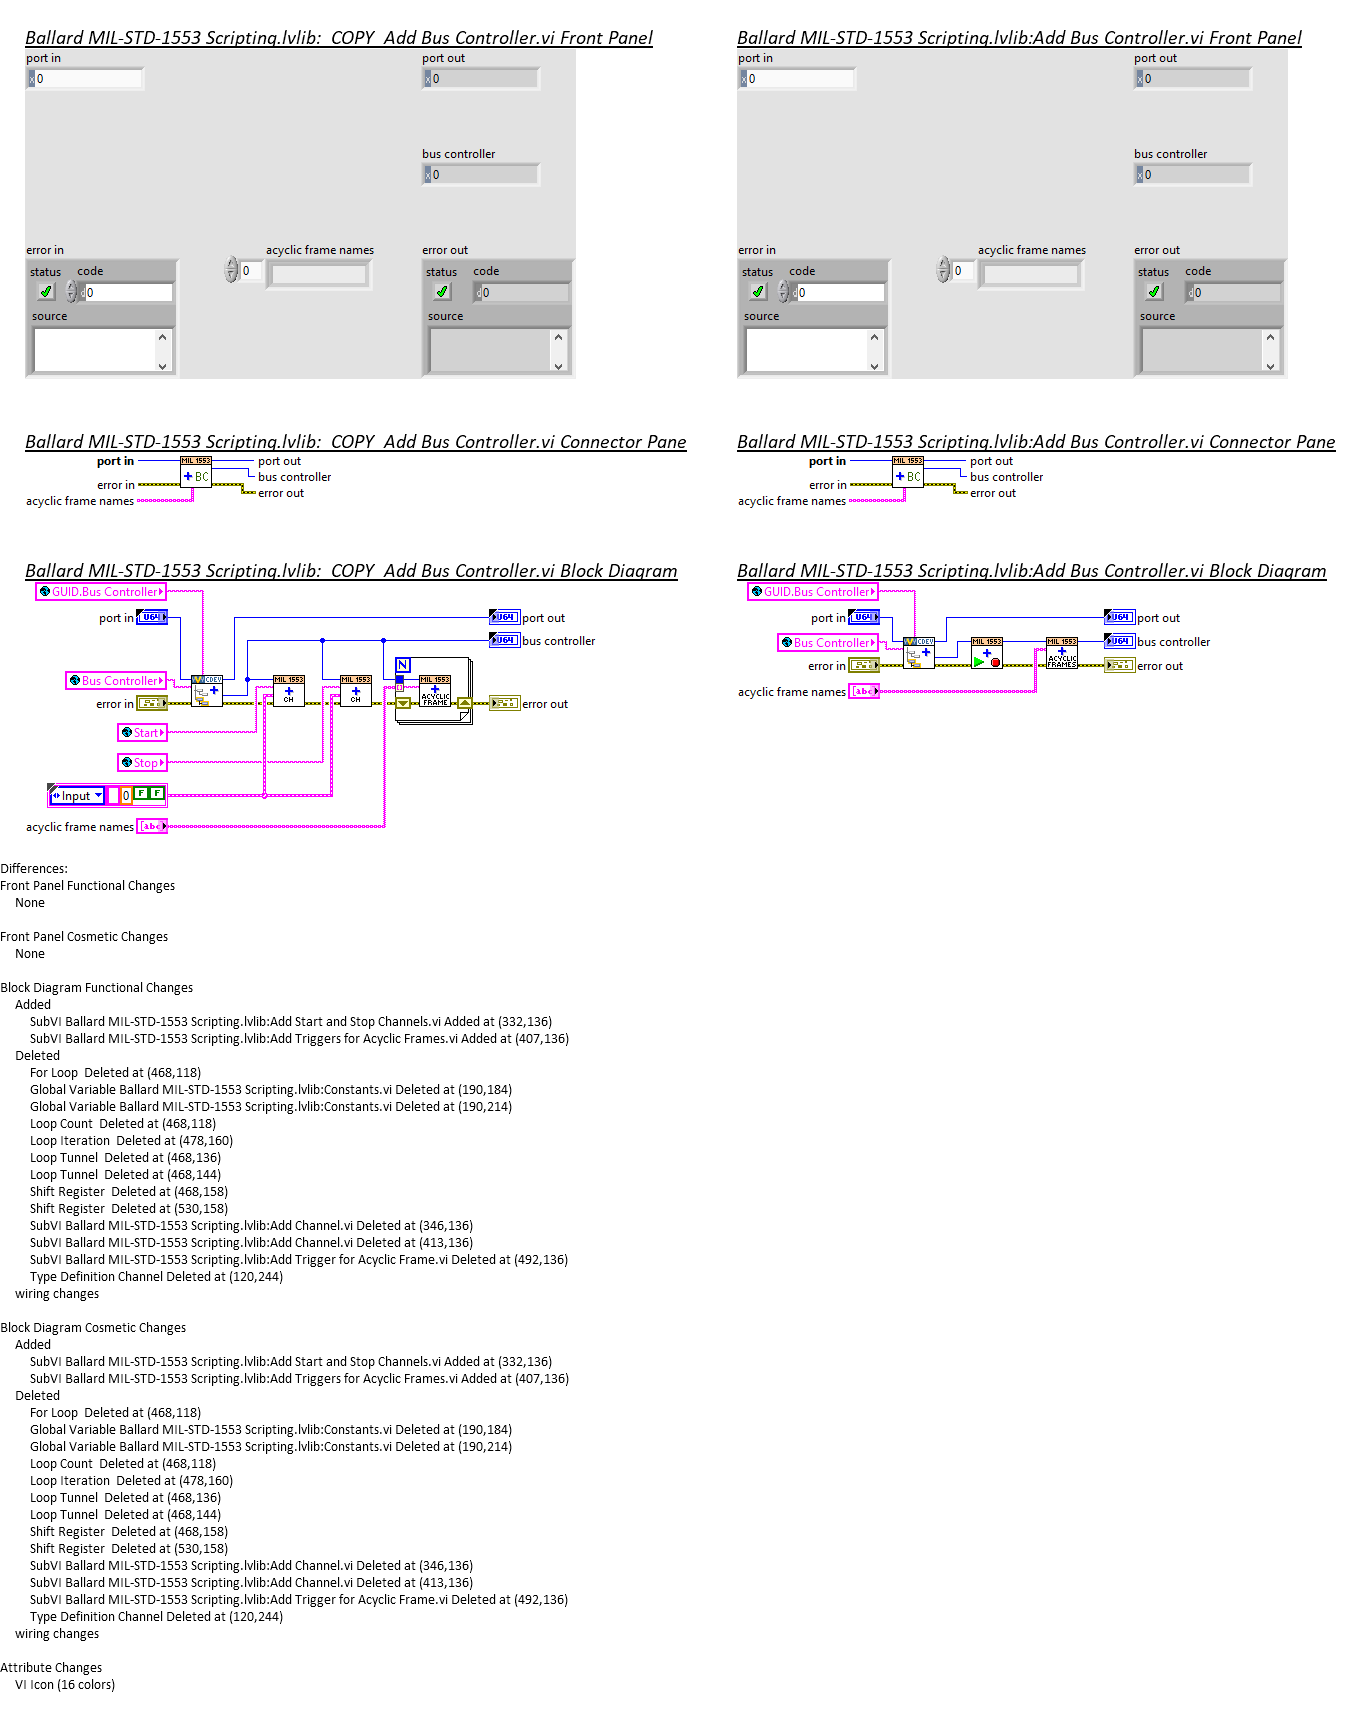 Ballard MIL-STD-1553 Scripting.lvlib:  COPY  Add Bus Controller.vi Front Panel
port in
x 0
port out
x 0
bus controller
x 0
error in
status code
d 0
source
0
acyclic frame names
error out
status code
d 0
source
Ballard MIL-STD-1553 Scripting.lvlib:Add Bus Controller.vi Front Panel
port in
x 0
port out
x 0
bus controller
x 0
error in
status code
d 0
source
0
acyclic frame names
error out
status code
d 0
source
Ballard MIL-STD-1553 Scripting.lvlib:  COPY  Add Bus Controller.vi Connector Pane
port in
error in
acyclic frame names
MIL 1553
+ BC
port out
bus controller
error out
Ballard MIL-STD-1553 Scripting.lvlib:Add Bus Controller.vi Connector Pane
port in
error in
acyclic frame names
MIL 1553
+ BC
port out
bus controller
error out
Ballard MIL-STD-1553 Scripting.lvlib:  COPY  Add Bus Controller.vi Block Diagram
GUID.Bus Controller
port in U64
U64 port out
U64 bus controller
Bus Controller
error in
CDEV
MIL 1553
+
CH
MIL 1553
+
CH
N
MIL 1553
+
ACYCLIC
FRAME
error out
Start
Stop
Input 0 F F
acyclic frame names [abc]
Ballard MIL-STD-1553 Scripting.lvlib:Add Bus Controller.vi Block Diagram
GUID.Bus Controller
port in U64
Bus Controller
error in
acyclic frame names [abc]
CDEV
MIL 1553
+
MIL 1553
+
ACYCLIC
FRAMES
U64 port out
U64 bus controller
error out
Differences:
Front Panel Functional Changes
None
Front Panel Cosmetic Changes
None
Block Diagram Functional Changes
Added
SubVI Ballard MIL-STD-1553 Scripting.lvlib:Add Start and Stop Channels.vi Added at (332,136)
SubVI Ballard MIL-STD-1553 Scripting.lvlib:Add Triggers for Acyclic Frames.vi Added at (407,136)
Deleted
For Loop  Deleted at (468,118)
Global Variable Ballard MIL-STD-1553 Scripting.lvlib:Constants.vi Deleted at (190,184)
Global Variable Ballard MIL-STD-1553 Scripting.lvlib:Constants.vi Deleted at (190,214)
Loop Count  Deleted at (468,118)
Loop Iteration  Deleted at (478,160)
Loop Tunnel  Deleted at (468,136)
Loop Tunnel  Deleted at (468,144)
Shift Register  Deleted at (468,158)
Shift Register  Deleted at (530,158)
SubVI Ballard MIL-STD-1553 Scripting.lvlib:Add Channel.vi Deleted at (346,136)
SubVI Ballard MIL-STD-1553 Scripting.lvlib:Add Channel.vi Deleted at (413,136)
SubVI Ballard MIL-STD-1553 Scripting.lvlib:Add Trigger for Acyclic Frame.vi Deleted at (492,136)
Type Definition Channel Deleted at (120,244)
wiring changes
Block Diagram Cosmetic Changes
Added
SubVI Ballard MIL-STD-1553 Scripting.lvlib:Add Start and Stop Channels.vi Added at (332,136)
SubVI Ballard MIL-STD-1553 Scripting.lvlib:Add Triggers for Acyclic Frames.vi Added at (407,136)
Deleted
For Loop  Deleted at (468,118)
Global Variable Ballard MIL-STD-1553 Scripting.lvlib:Constants.vi Deleted at (190,184)
Global Variable Ballard MIL-STD-1553 Scripting.lvlib:Constants.vi Deleted at (190,214)
Loop Count  Deleted at (468,118)
Loop Iteration  Deleted at (478,160)
Loop Tunnel  Deleted at (468,136)
Loop Tunnel  Deleted at (468,144)
Shift Register  Deleted at (468,158)
Shift Register  Deleted at (530,158)
SubVI Ballard MIL-STD-1553 Scripting.lvlib:Add Channel.vi Deleted at (346,136)
SubVI Ballard MIL-STD-1553 Scripting.lvlib:Add Channel.vi Deleted at (413,136)
SubVI Ballard MIL-STD-1553 Scripting.lvlib:Add Trigger for Acyclic Frame.vi Deleted at (492,136)
Type Definition Channel Deleted at (120,244)
wiring changes
Attribute Changes
VI Icon (16 colors)